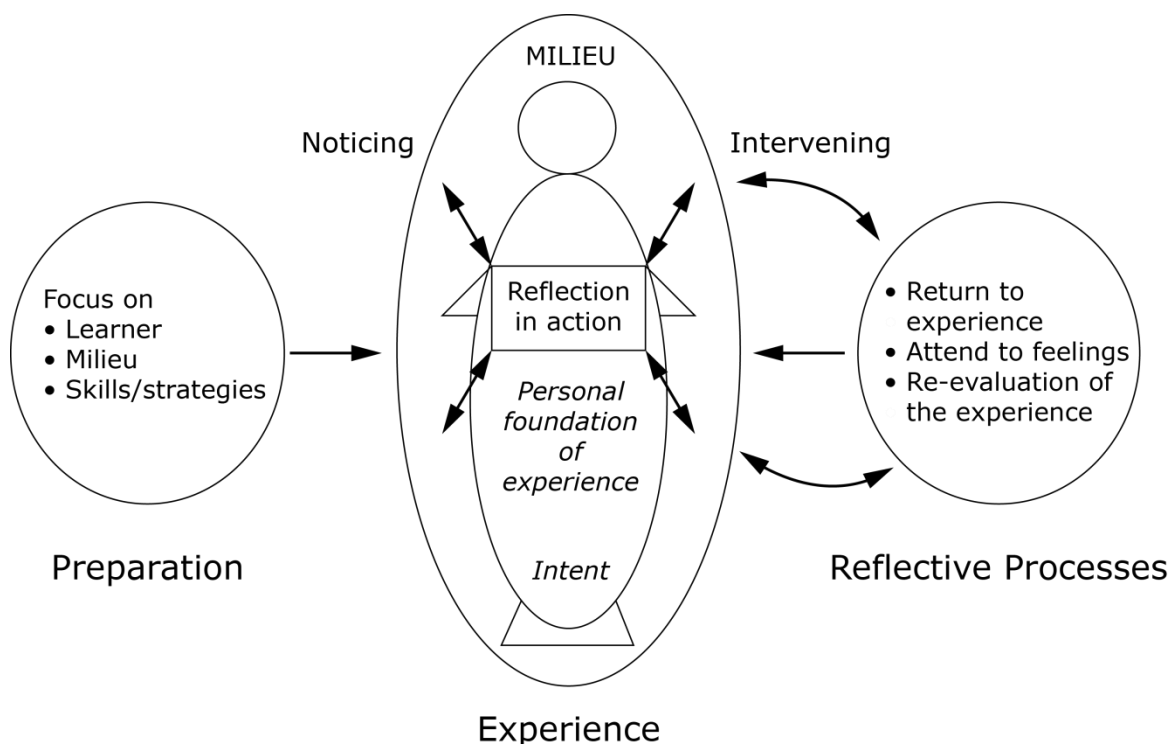 MILIEU
Noticing
Intervening
Focus on
• Learner
• Milieu
• Skills/strategies
Reflection
in action
Personal
foundation
of
experience
Intent
• Return to
experience
• Attend to feelings
• Re-evaluation of
the experience
Preparation
Reflective Processes
Experience